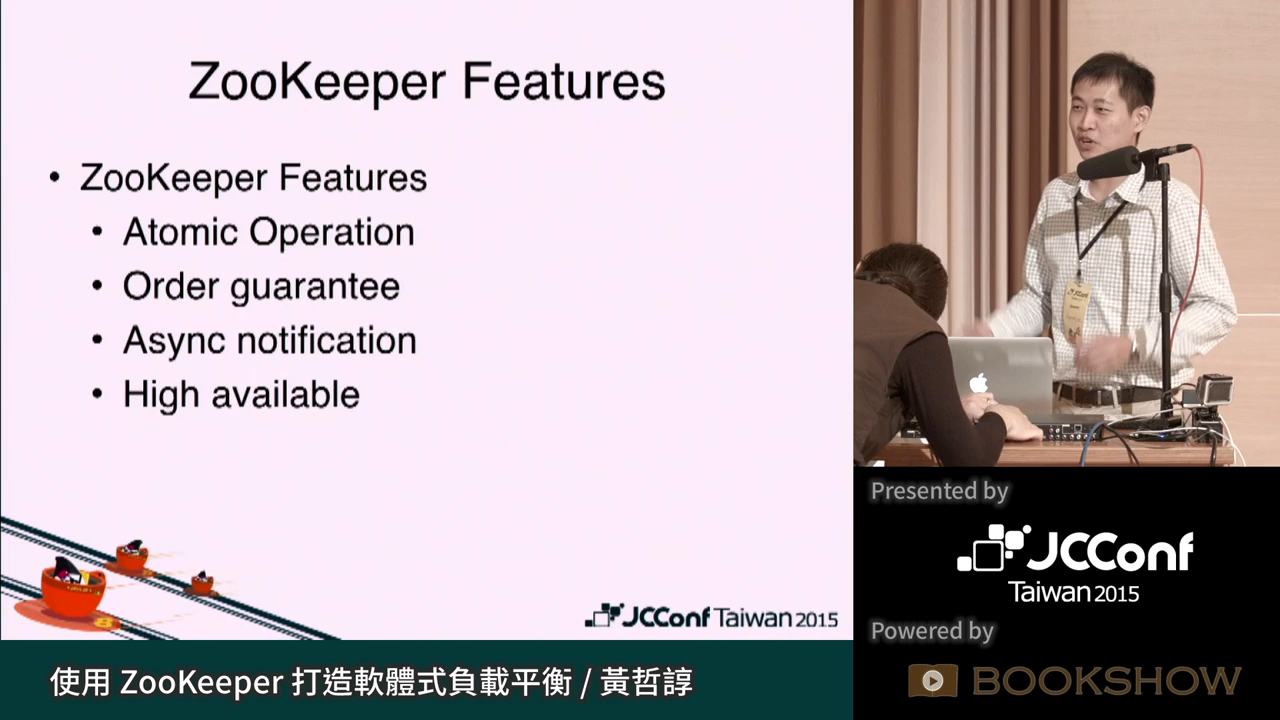 ZooKeeper Features
• ZooKeeper Features
• Atomic Operation
• Order guarantee
• Async notification
• High available
JCConf Taiwan 2015
Presented by
JCConf
Taiwan 2015
Powered by
BOOKSHOW
使用 ZooKeeper 打造軟體式負載平衡 / 黃哲諄